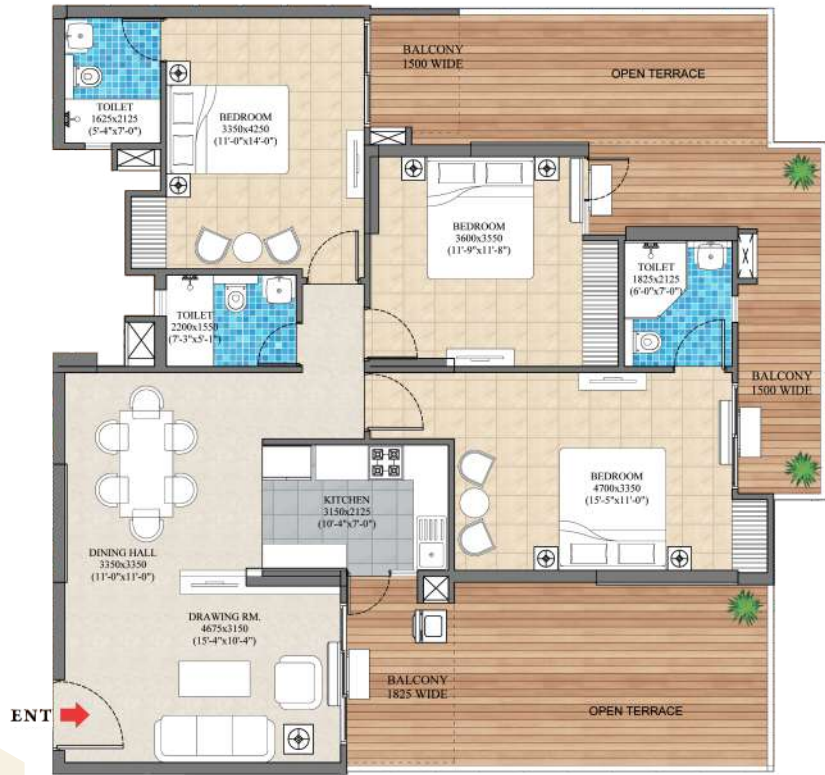 BALCONY
1500 WIDE
OPEN TERRACE
TOILET
1625x2125
(5'-4"x7'-0")
BEDROOM
3350x4250
(11'-0"x14'-0")
BEDROOM
3600x3550
(11'-9"x11'-8")
TOILET
1825x2125
(6'-0"x7'-0")
TOILET
2200x1550
(7'-3"x5'-1")
BALCONY
1500 WIDE
BEDROOM
4700x3350
(15'-5"x11'-0")
KITCHEN
3150x2125
(10'-4"x7'-0")
DINING HALL
3350x3350
(11'-0"x11'-0")
DRAWING RM.
4675x3150
(15'-4"x10'-4")
BALCONY
1825 WIDE
OPEN TERRACE
ENT